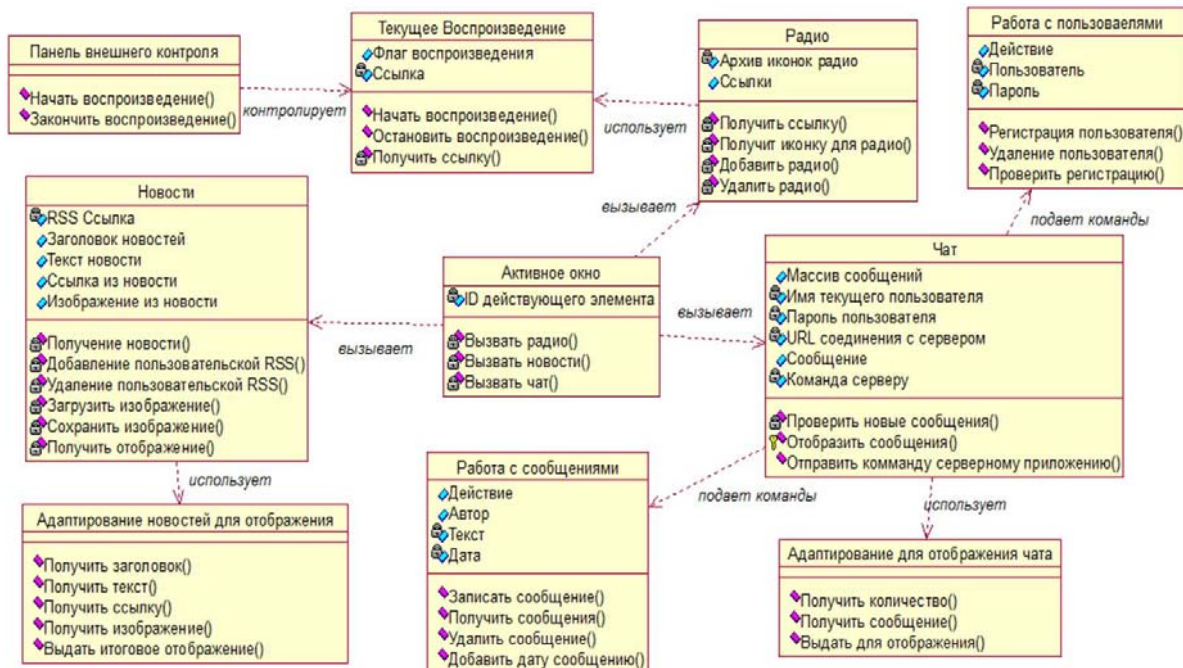 Панель внешнего контроля
Начать воспроизведение()
Закончить воспроизведение()
контролирует
Текущее Воспроизведение
Флаг воспроизведения
Ссылка
Начать воспроизведение()
Остановить воспроизведение()
Получить ссылку()
использует
Радио
Архив иконок радио
Ссылки
Получить ссылку()
Получит иконку для радио()
Добавить радио()
Удалить радио()
Работа с пользоваелями
Действие
Пользователь
Пароль
Регистрация пользователя()
Удаление пользователя()
Проверить регистрацию()
вызывает
подает команды
Новости
RSS Ссылка
Заголовок новостей
Текст новости
Ссылка из новости
Изображение из новости
Получение новости()
Добавление пользовательской RSS()
Удаление пользовательской RSS()
Загрузить изображение()
Сохранить изображение()
Получить отображение()
вызывает
Активное окно
ID действующего элемента
Вызвать радио()
Вызвать новости()
Вызвать чат()
вызывает
Чат
Массив сообщений
Имя текущего пользователя
Пароль пользователя
URL соединения с сервером
Сообщение
Команда серверу
Проверить новые сообщения()
Отобразить сообщения()
Отправить комманду серверному приложению()
использует
Адаптирование новостей для отображения
Получить заголовок()
Получить текст()
Получить ссылку()
Получить изображение()
Выдать итоговое отображение()
Работа с сообщениями
Действие
Автор
Текст
Дата
Записать сообщение()
Получить сообщения()
Удалить сообщение()
Добавить дату сообщению()
подает команды
использует
Адаптирование для отображения чата
Получить количество()
Получить сообщение()
Выдать для отображения()